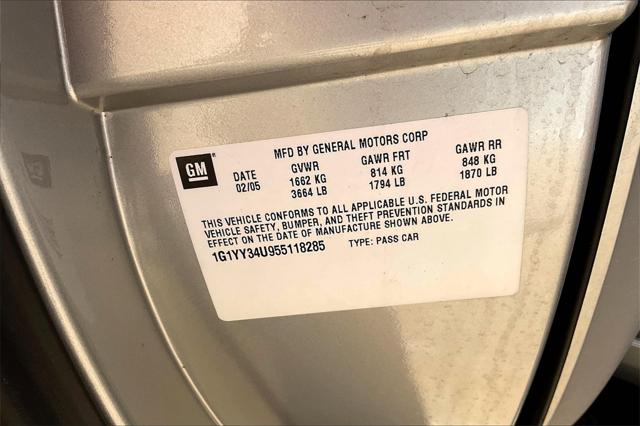 MFD BY GENERAL MOTORS CORP
GM
DATE GVWR GAWR FRT GAWR RR
02/05 1662 KG 814 KG 848 KG
3664 LB 1794 LB 1870 LB
THIS VEHICLE CONFORMS TO ALL APPLICABLE U.S. FEDERAL MOTOR
VEHICLE SAFETY, BUMPER, AND THEFT PREVENTION STANDARDS IN
EFFECT ON THE DATE OF MANUFACTURE SHOWN ABOVE.
1G1YY34U955118285 TYPE: PASS CAR